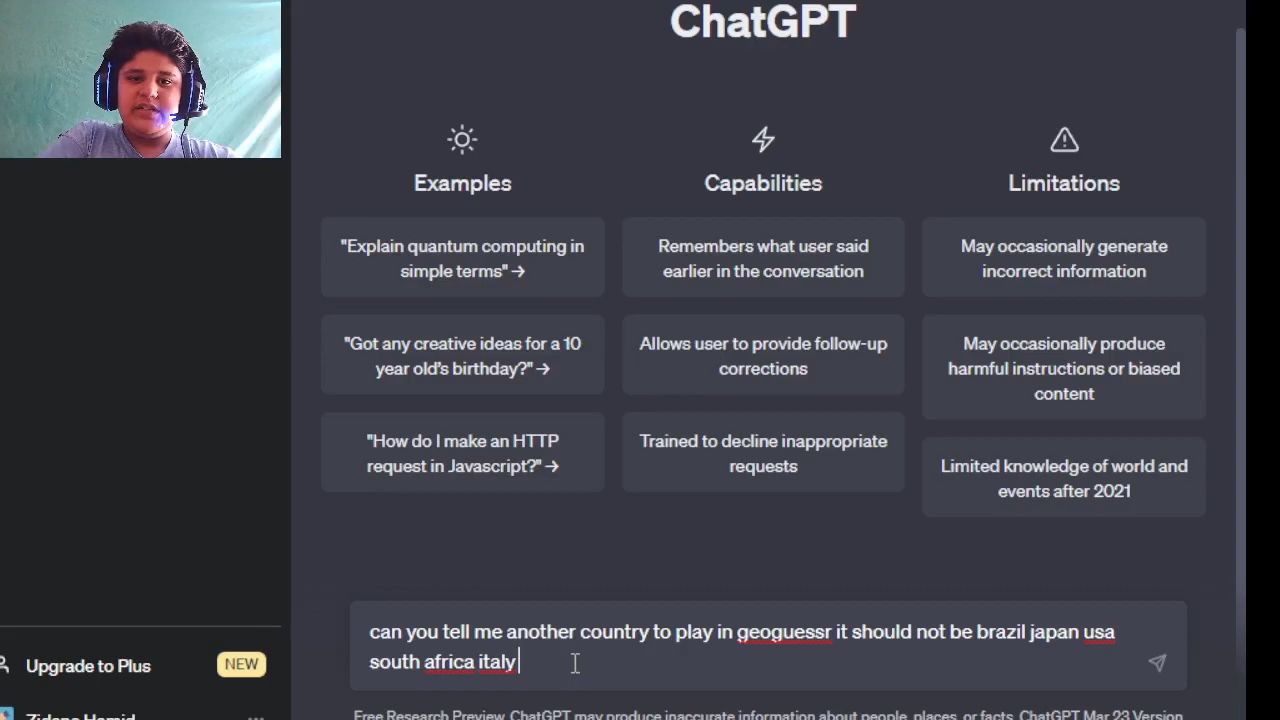 ChatGPT
Examples
Capabilities
Limitations
"Explain quantum computing in
simple terms" →
Remembers what user said
earlier in the conversation
May occasionally generate
incorrect information
"Got any creative ideas for a 10
year old's birthday?" →
Allows user to provide follow-up
corrections
May occasionally produce
harmful instructions or biased
content
"How do I make an HTTP
request in Javascript?" →
Trained to decline inappropriate
requests
Limited knowledge of world and
events after 2021
can you tell me another country to play in geoguessr it should not be brazil japan usa
south africa italy
Upgrade to Plus
NEW
Zidane Hamid
Free Research Preview. ChatGPT may produce inaccurate information about people, places, or facts. ChatGPT Mar 23 Version